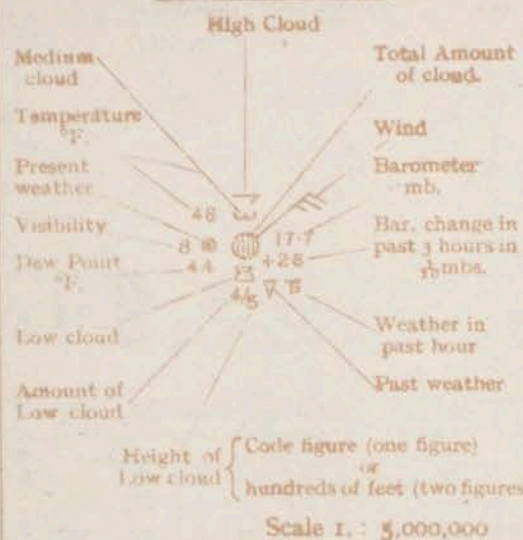 High Cloud
Medium
cloud
Total Amount
of cloud.
Temperature
°F.
Wind
Present
weather
Barometer
mb.
48
Visibility
8
17·7
Bar. change in
past 3 hours in
1/10 mbs.
Dew Point
°F.
44
+28
4/5
Low cloud
Weather in
past hour
Amount of
Low cloud
Past weather
Height of
Low cloud
Code figure (one figure)
or
hundreds of feet (two figures
Scale 1 : 5,000,000